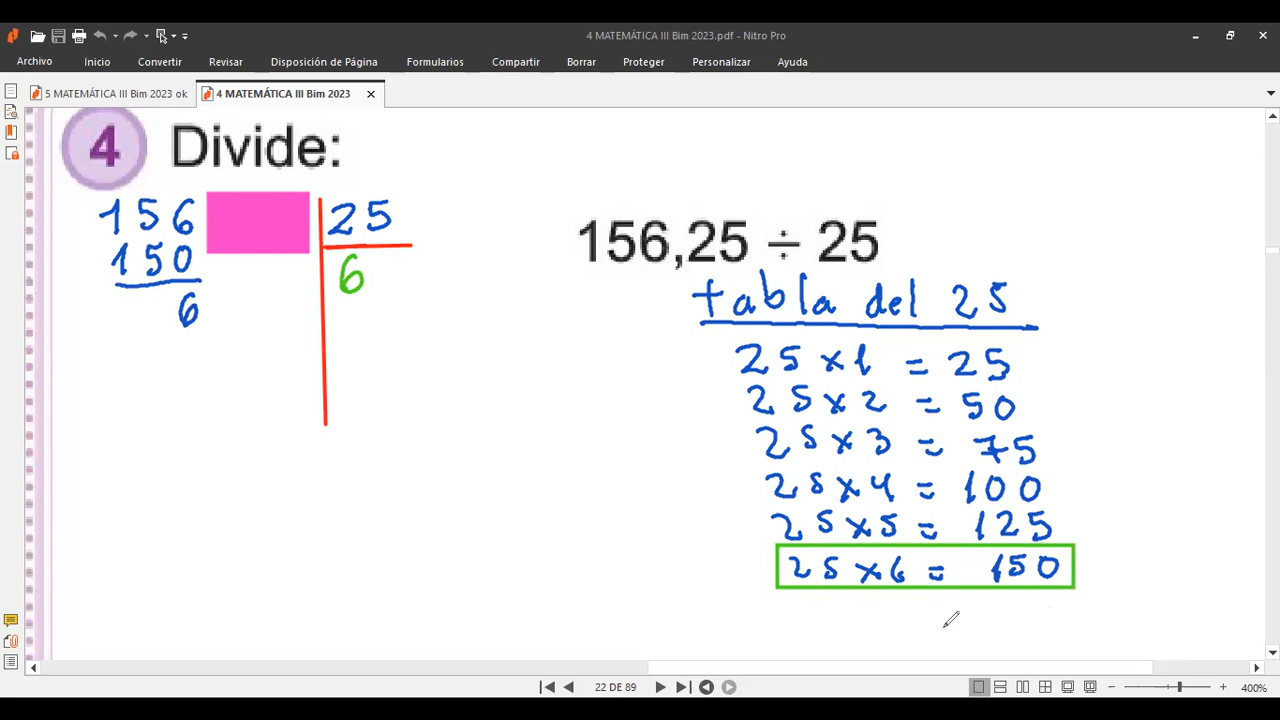 4 MATEMÁTICA III Bim 2023.pdf - Nitro Pro
Archivo Inicio Convertir Revisar Disposición de Página Formularios Compartir Borrar Proteger Personalizar Ayuda
5 MATEMÁTICA III Bim 2023 ok 4 MATEMÁTICA III Bim 2023
4 Divide:
156 25
150 6
6
156,25 ÷ 25
tabla del 25
25 x 1 = 25
25 x 2 = 50
25 x 3 = 75
25 x 4 = 100
25 x 5 = 125
25 x 6 = 150
22 DE 89 400%